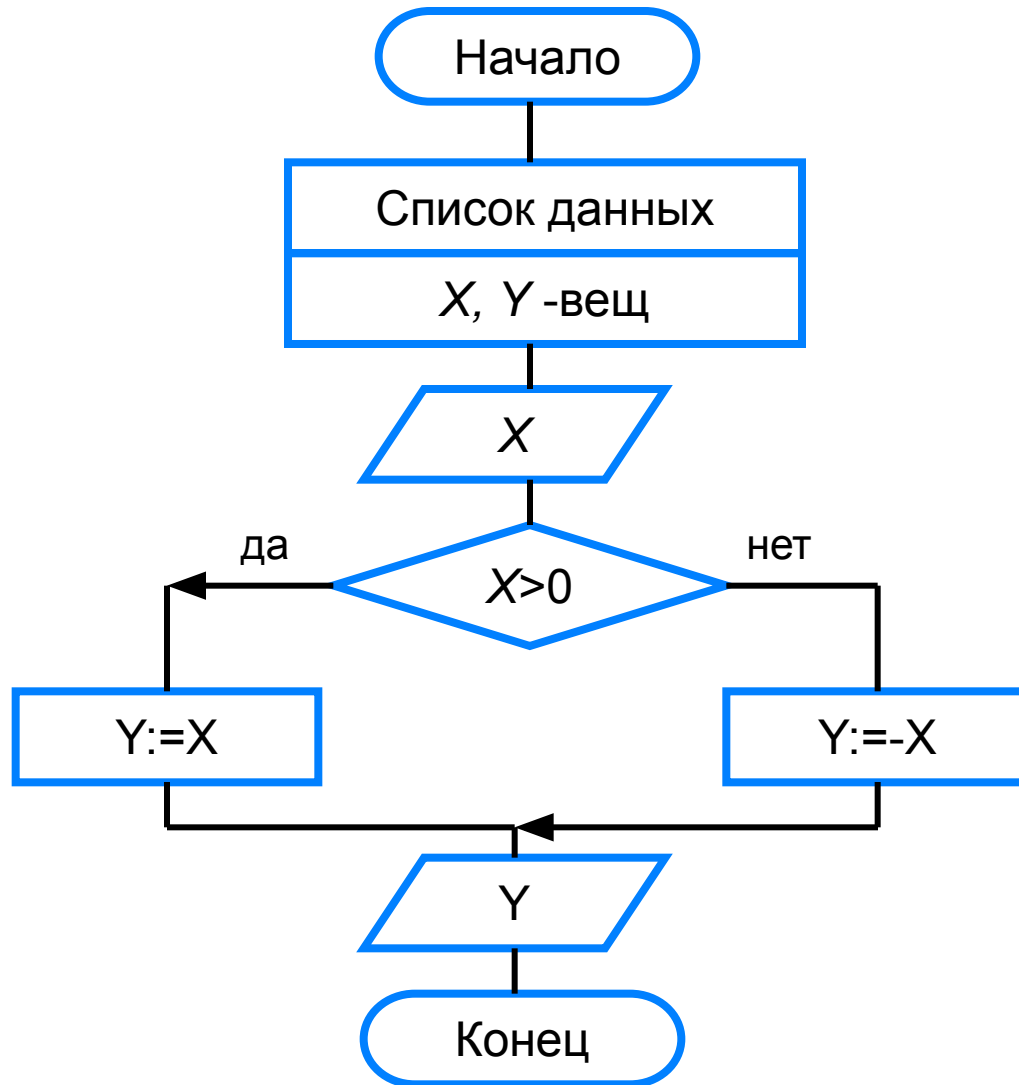 Начало
Список данных
X, Y -вещ
X
да
нет
X>0
Y:=X
Y:=-X
Y
Конец